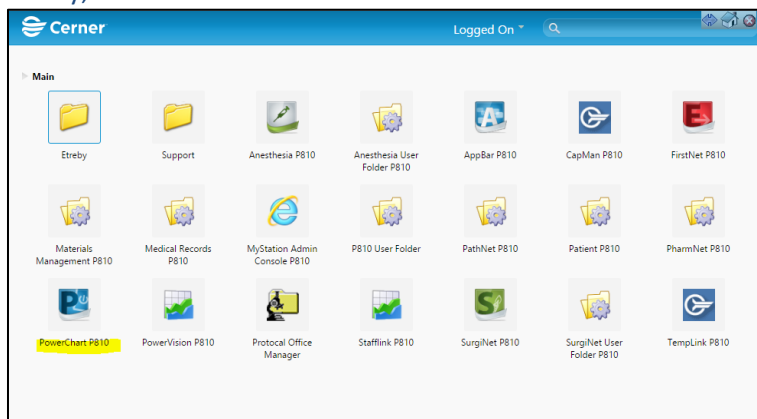 Cerner
Logged On
Main
Etreby
Support
Anesthesia P810
Anesthesia User
Folder P810
AppBar P810
CapMan P810
FirstNet P810
Materials
Management P810
Medical Records
P810
MyStation Admin
Console P810
P810 User Folder
PathNet P810
Patient P810
PharmNet P810
PowerChart P810
PowerVision P810
Protocal Office
Manager
Stafflink P810
SurgiNet P810
SurgiNet User
Folder P810
TempLink P810